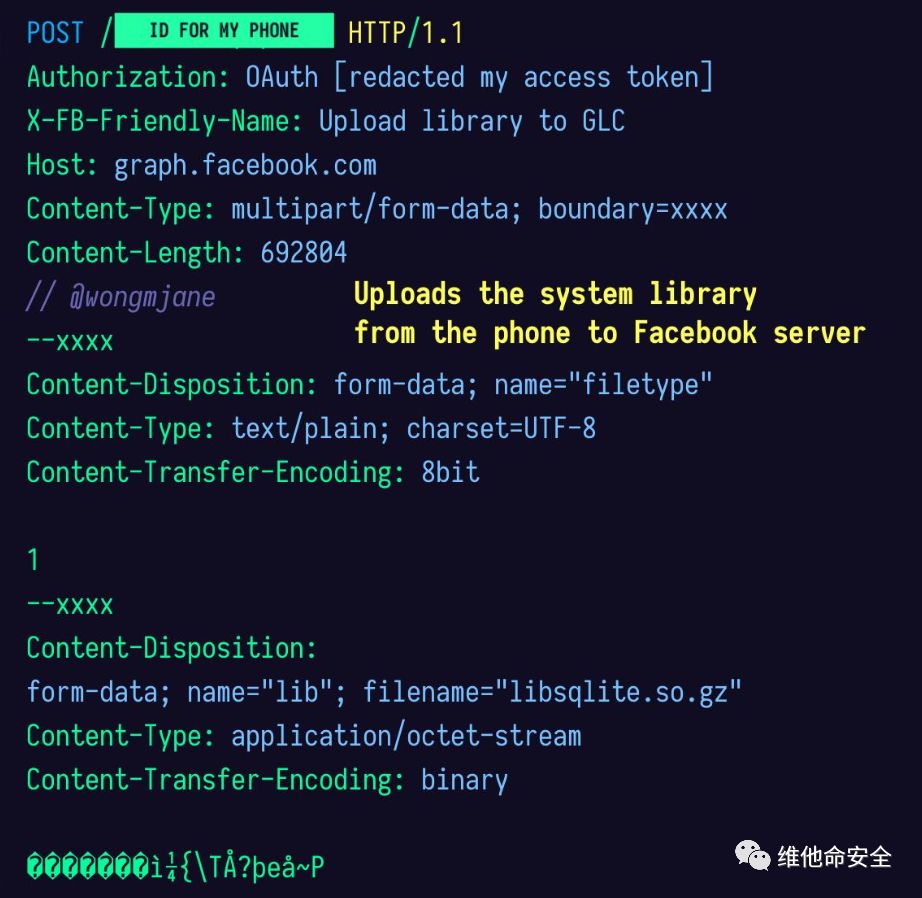 POST / ID FOR MY PHONE HTTP/1.1
Authorization: OAuth [redacted my access token]
X-FB-Friendly-Name: Upload library to GLC
Host: graph.facebook.com
Content-Type: multipart/form-data; boundary=xxxx
Content-Length: 692804
// @wongmjane
Uploads the system library
from the phone to Facebook server
--xxxx
Content-Disposition: form-data; name="filetype"
Content-Type: text/plain; charset=UTF-8
Content-Transfer-Encoding: 8bit
1
--xxxx
Content-Disposition:
form-data; name="lib"; filename="libsqlite.so.gz"
Content-Type: application/octet-stream
Content-Transfer-Encoding: binary
�������ì¼{\TÅ?þeå~P
维他命安全